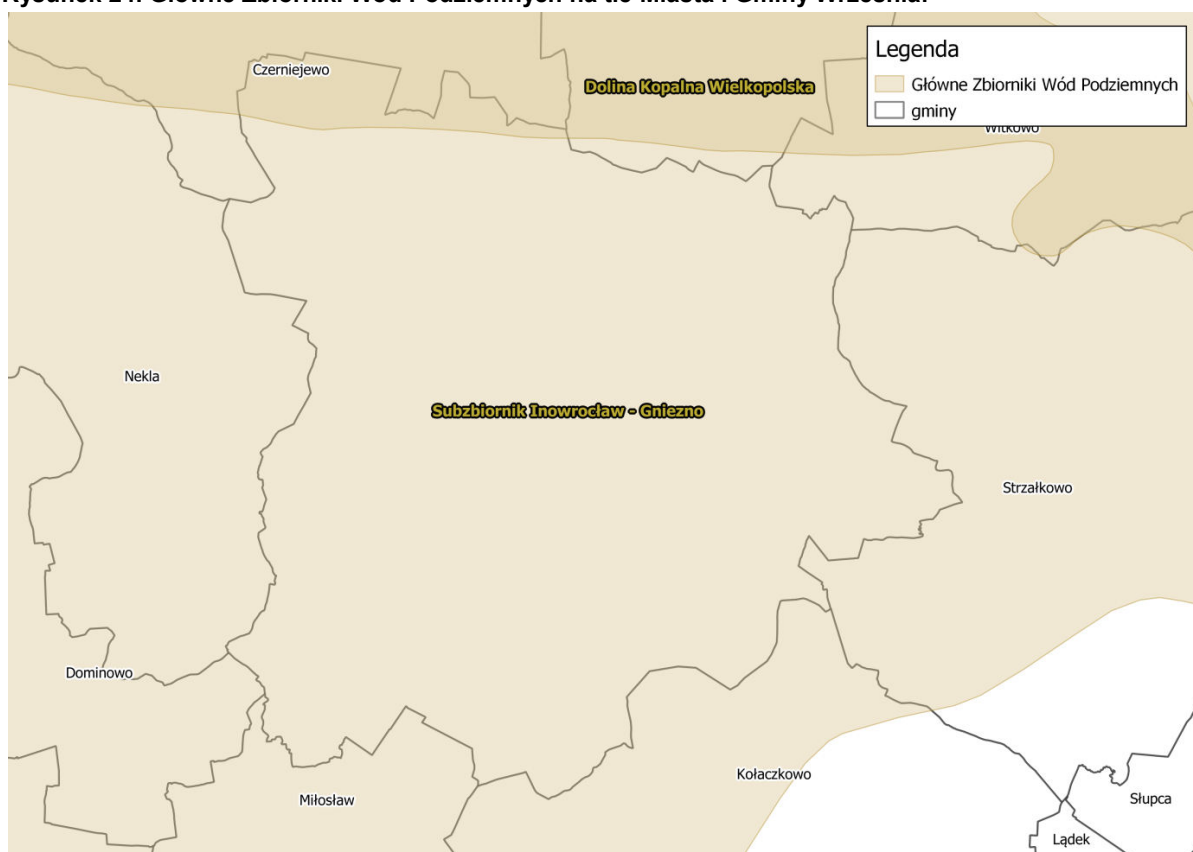 Legenda
Główne Zbiorniki Wód Podziemnych
gminy
Czerniejewo
Dolina Kopalna Wielkopolska
Witkowo
Nekla
Subzbiornik Inowrocław - Gniezno
Strzałkowo
Dominowo
Miłosław
Kołaczkowo
Słupca
Lądek